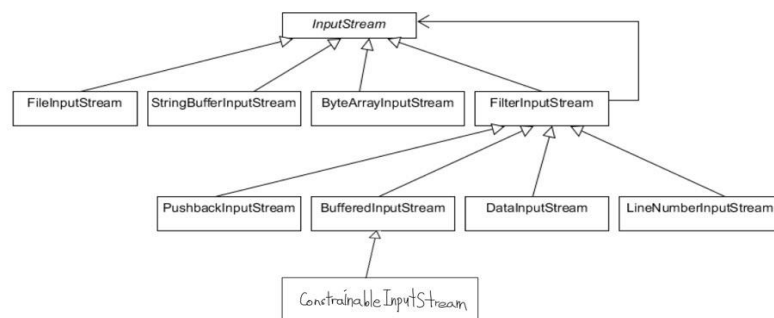 InputStream
FileInputStream
StringBufferInputStream
ByteArrayInputStream
FilterInputStream
PushbackInputStream
BufferedInputStream
DataInputStream
LineNumberInputStream
ConstrainableInputStream